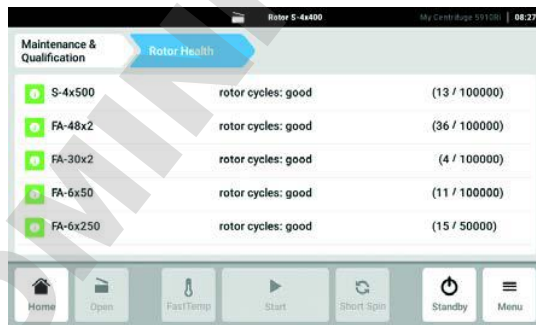 Rotor S-4x400 My Centrifuge 5910Ri 08:27
Maintenance & Qualification
Rotor Health
S-4x500 rotor cycles: good (13 / 100000)
FA-48x2 rotor cycles: good (36 / 100000)
FA-30x2 rotor cycles: good (4 / 100000)
FA-6x50 rotor cycles: good (11 / 100000)
FA-6x250 rotor cycles: good (15 / 50000)
Home Open FastTemp Start Short Spin Standby Menu